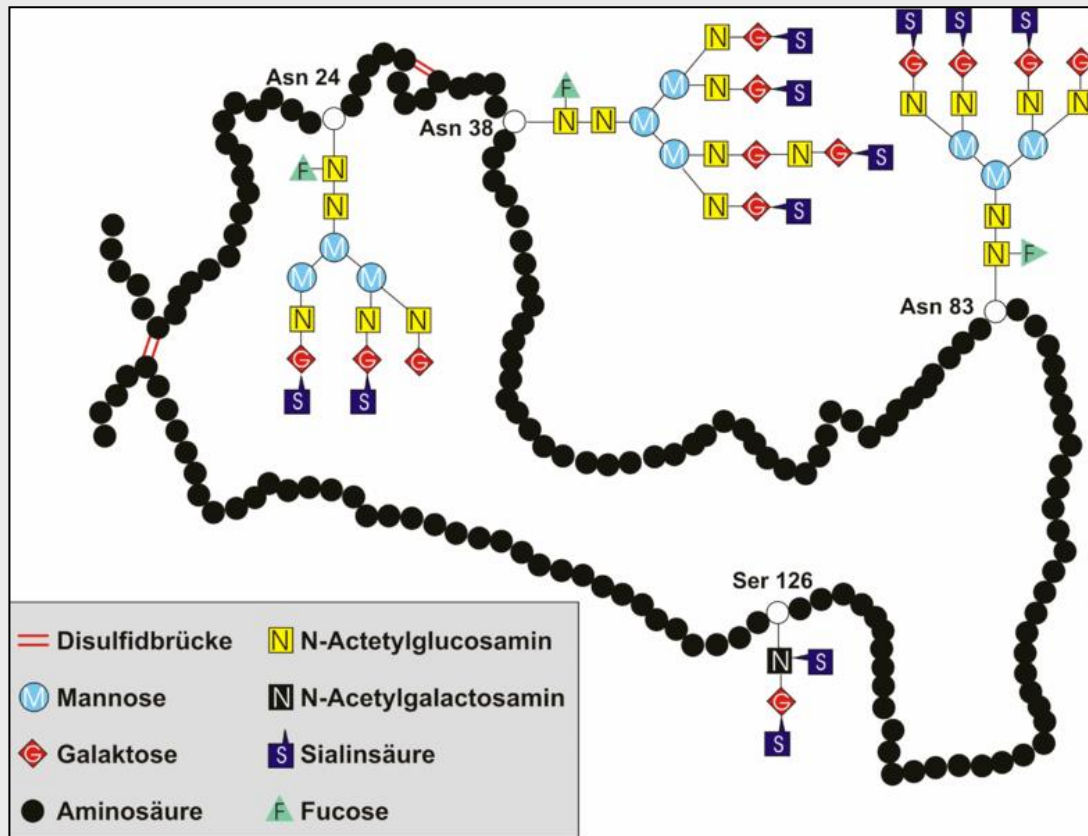 Asn 24
F N
N
M
M M
N N N
G G G
S S
Asn 38
F
N N M
M
N G S
N G S
M
N G N G S
N G S
S S S
G G G G
N N N N
M M
M
N
N F
Asn 83
Ser 126
N S
G
S
Disulfidbrücke
M Mannose
G Galaktose
Aminosäure
N N-Actetylglucosamin
N N-Acetylgalactosamin
S Sialinsäure
F Fucose